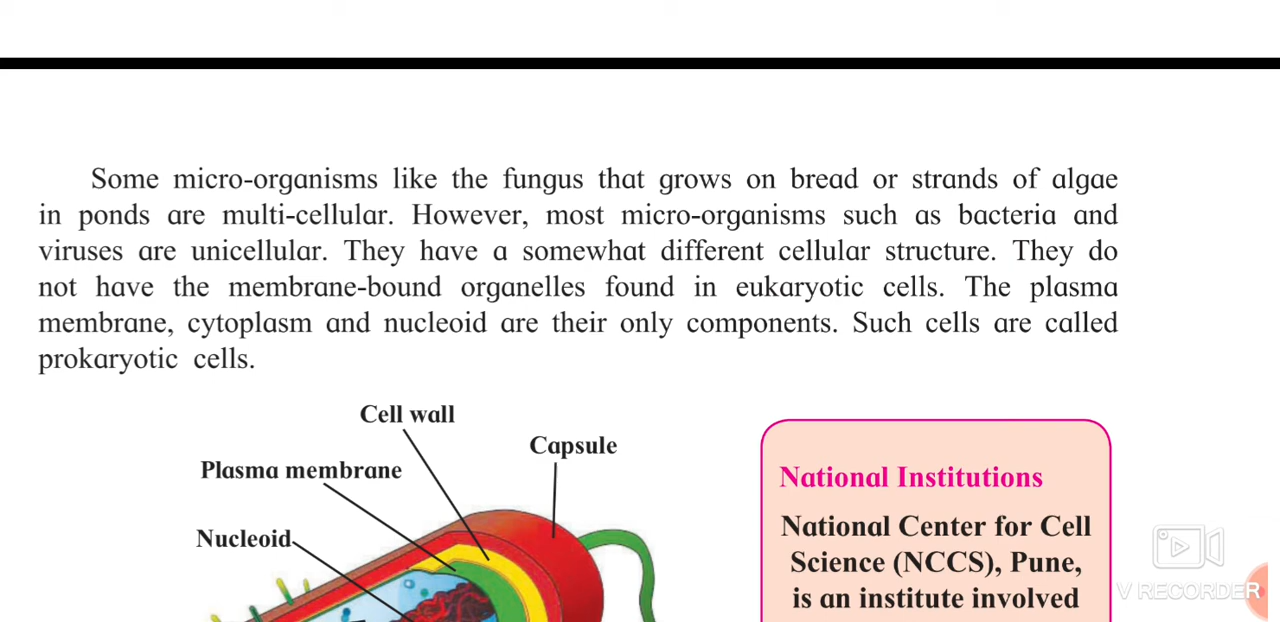 Some micro-organisms like the fungus that grows on bread or strands of algae
in ponds are multi-cellular. However, most micro-organisms such as bacteria and
viruses are unicellular. They have a somewhat different cellular structure. They do
not have the membrane-bound organelles found in eukaryotic cells. The plasma
membrane, cytoplasm and nucleoid are their only components. Such cells are called
prokaryotic cells.
Cell wall
Capsule
Plasma membrane
Nucleoid
National Institutions
National Center for Cell
Science (NCCS), Pune,
is an institute involved
V RECORDER